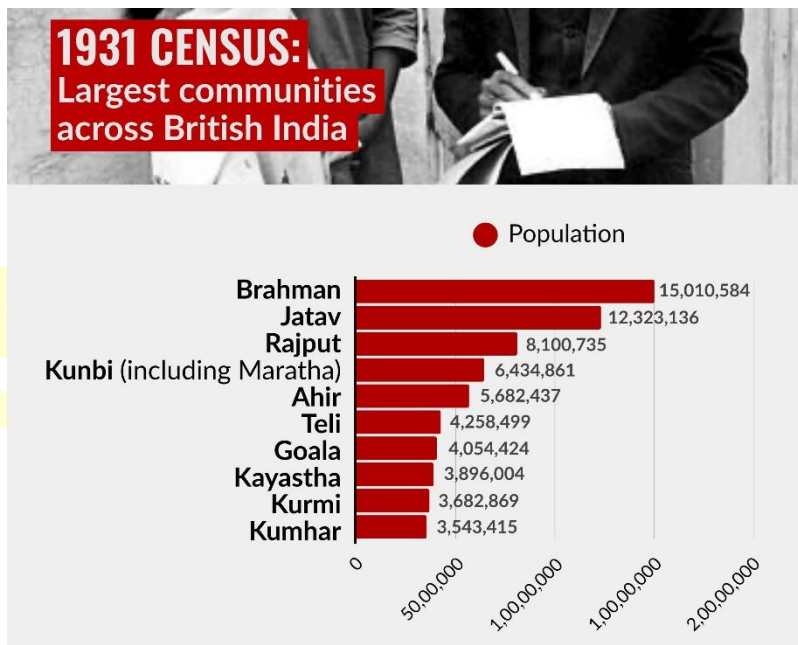 1931 CENSUS:
Largest communities
across British India
Population
Brahman 15,010,584
Jatav 12,323,136
Rajput 8,100,735
Kunbi (including Maratha) 6,434,861
Ahir 5,682,437
Teli 4,258,499
Goala 4,054,424
Kayastha 3,896,004
Kurmi 3,682,869
Kumhar 3,543,415
0 50,00,000 1,00,00,000 1,00,00,000 2,00,00,000